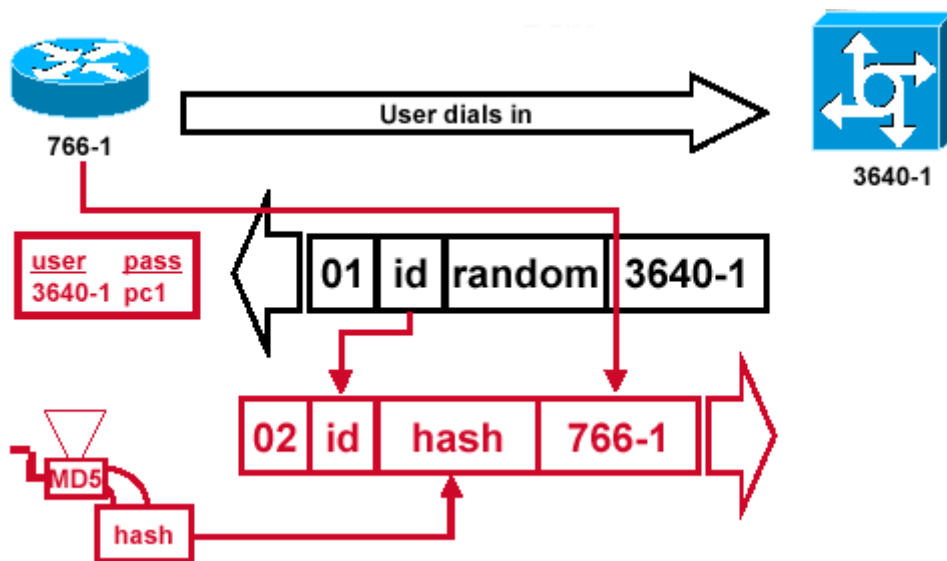 User dials in
766-1
3640-1
user pass
3640-1 pc1
01 id random 3640-1
02 id hash 766-1
MD5
hash